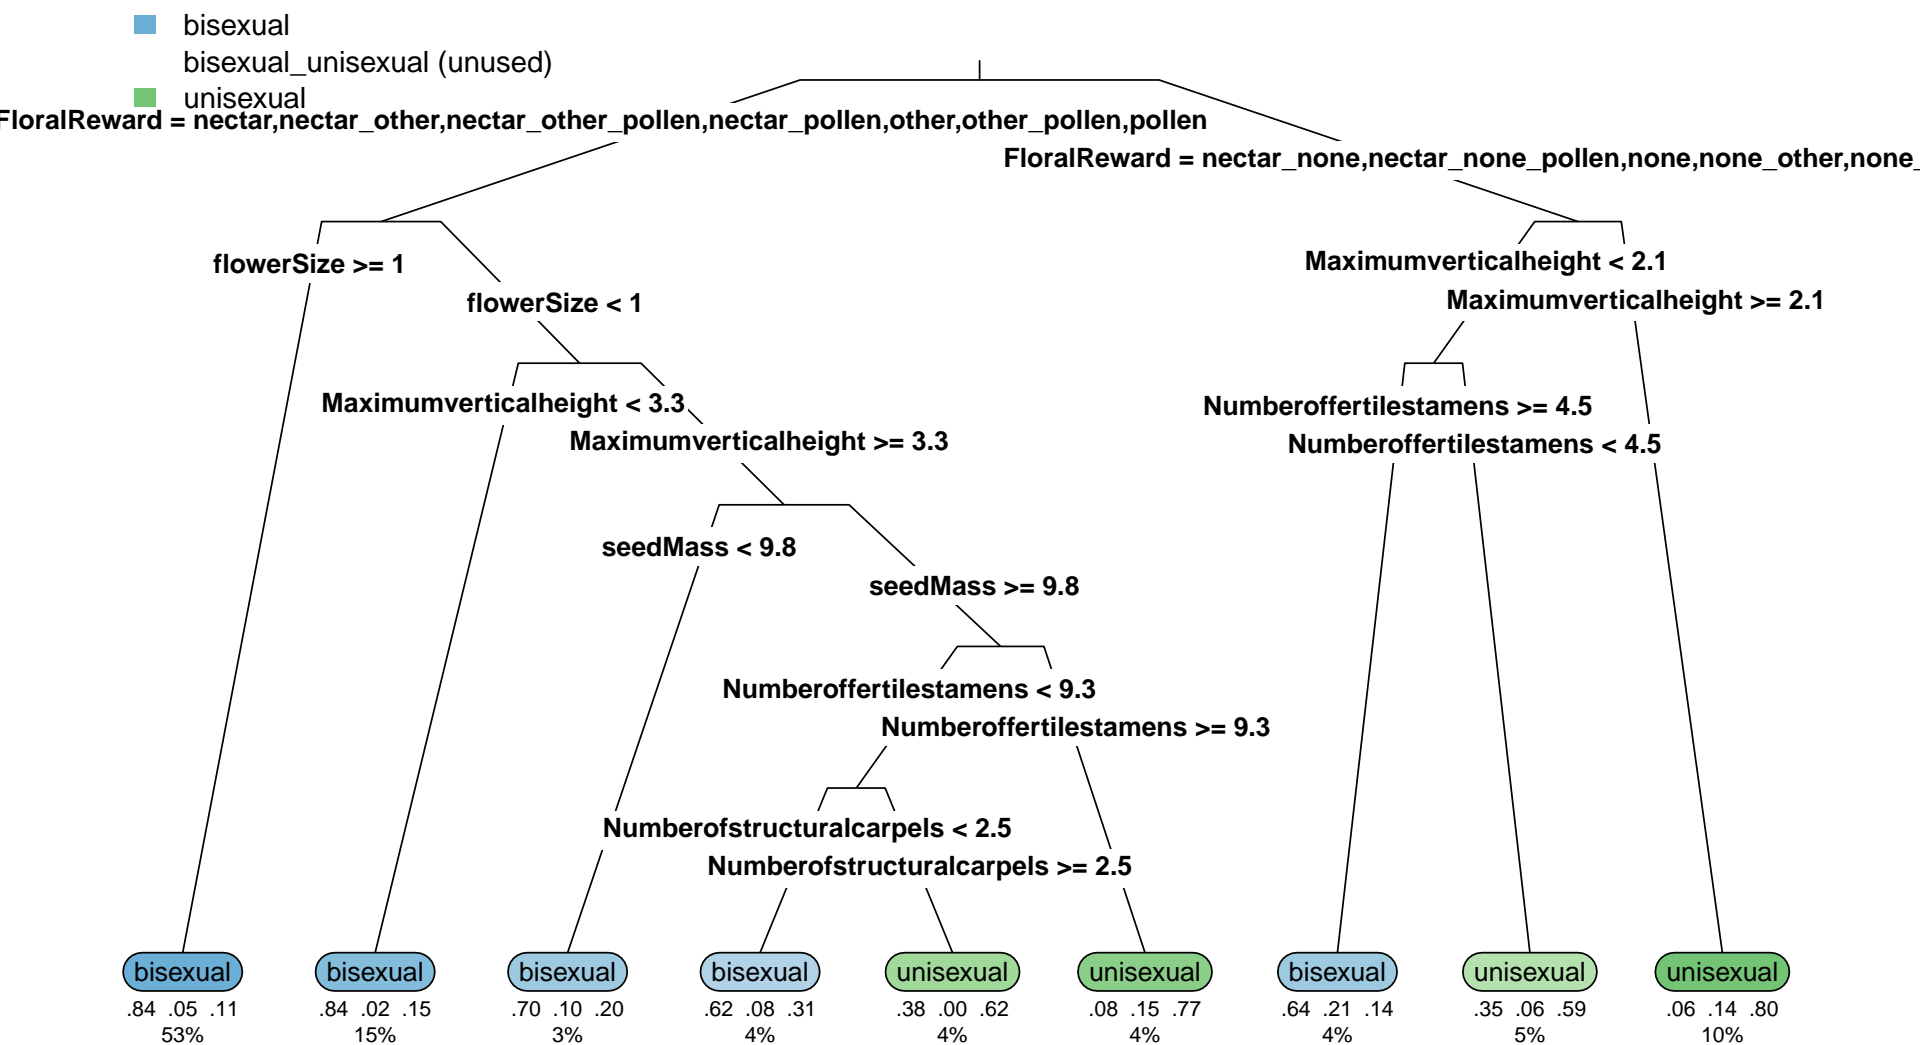 bisexual
bisexual_unisexual (unused)
unisexual
FloralReward = nectar,nectar_other,nectar_other_pollen,nectar_pollen,other,other_pollen,pollen
FloralReward = nectar_none,nectar_none_pollen,none,none_other,none_
flowerSize >= 1
flowerSize < 1
Maximumverticalheight < 2.1
Maximumverticalheight >= 2.1
Maximumverticalheight < 3.3
Maximumverticalheight >= 3.3
Numberoffertilestamens >= 4.5
Numberoffertilestamens < 4.5
seedMass < 9.8
seedMass >= 9.8
Numberoffertilestamens < 9.3
Numberoffertilestamens >= 9.3
Numberofstructuralcarpels < 2.5
Numberofstructuralcarpels >= 2.5
bisexual bisexual bisexual bisexual unisexual unisexual bisexual unisexual unisexual
.84 .05 .11 .84 .02 .15 .70 .10 .20 .62 .08 .31 .38 .00 .62 .08 .15 .77 .64 .21 .14 .35 .06 .59 .06 .14 .80
53% 15% 3% 4% 4% 4% 4% 5% 10%